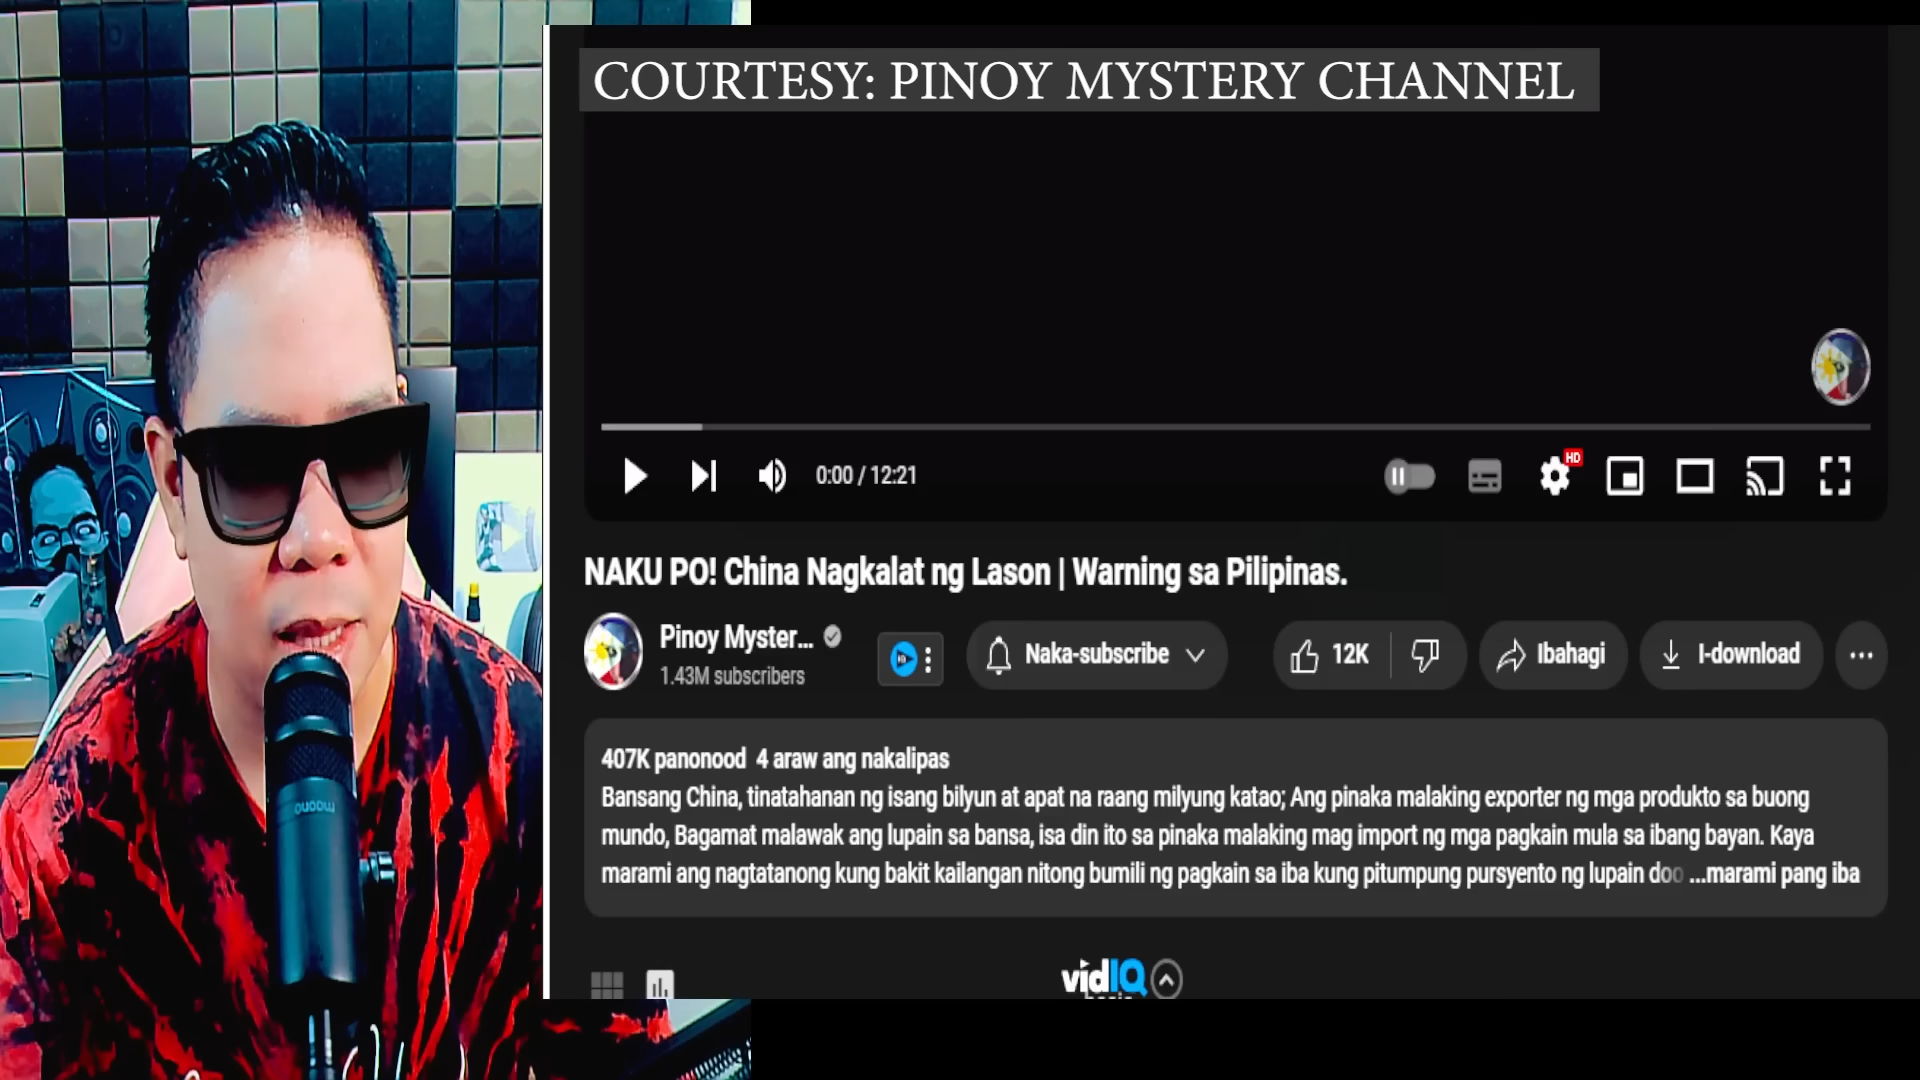 COURTESY: PINOY MYSTERY CHANNEL
0:00 / 12:21
HD
NAKU PO! China Nagkalat ng Lason | Warning sa Pilipinas.
Pinoy Myster...
1.43M subscribers
Naka-subscribe
12K
Ibahagi
I-download
407K panonood 4 araw ang nakalipas
Bansang China, tinatahanan ng isang bilyun at apat na raang milyung katao; Ang pinaka malaking exporter ng mga produkto sa buong
mundo, Bagamat malawak ang lupain sa bansa, isa din ito sa pinaka malaking mag import ng mga pagkain mula sa ibang bayan. Kaya
marami ang nagtatanong kung bakit kailangan nitong bumili ng pagkain sa iba kung pitumpung pursyento ng lupain doo ...marami pang iba
vidIQ
maono